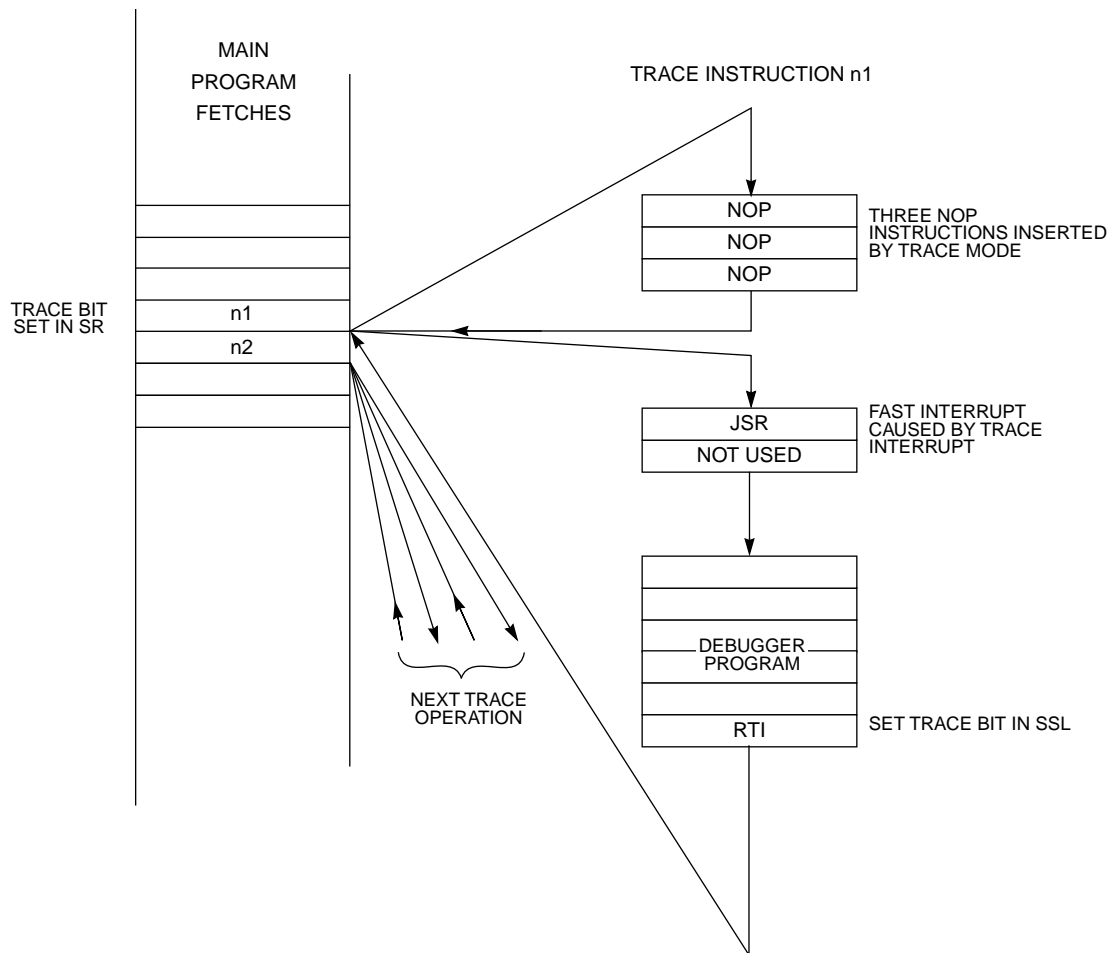 MAIN
PROGRAM
FETCHES
TRACE INSTRUCTION n1
NOP
NOP
NOP
THREE NOP
INSTRUCTIONS INSERTED
BY TRACE MODE
TRACE BIT
SET IN SR
n1
n2
JSR
NOT USED
FAST INTERRUPT
CAUSED BY TRACE
INTERRUPT
DEBUGGER
PROGRAM
RTI
SET TRACE BIT IN SSL
NEXT TRACE
OPERATION